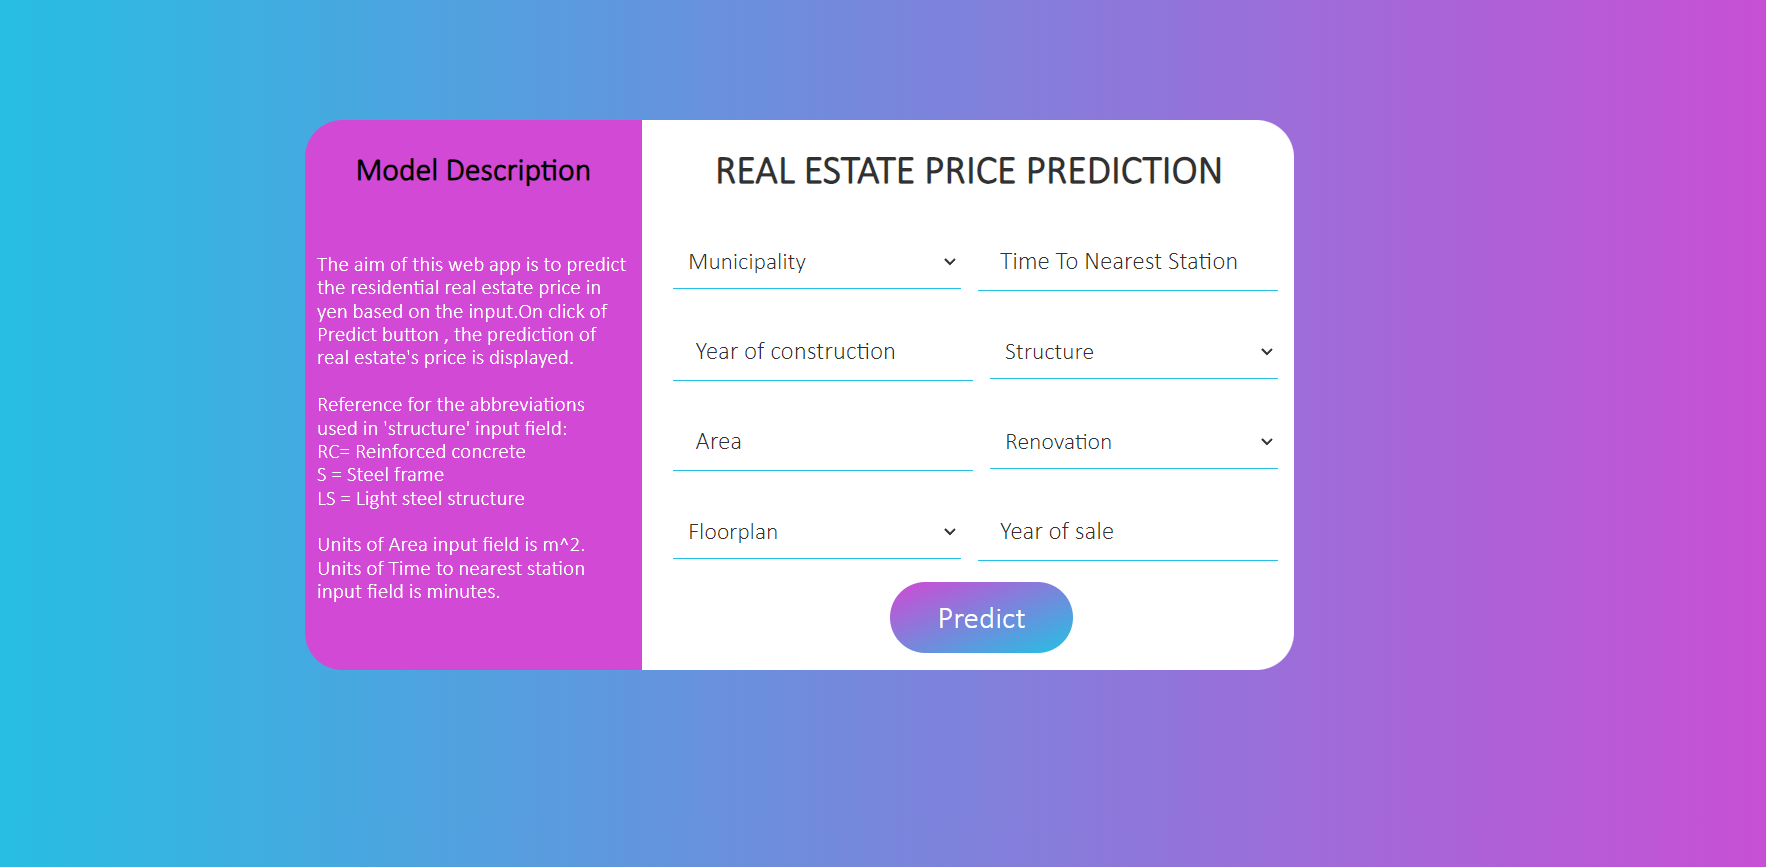 Model Description
The aim of this web app is to predict
the residential real estate price in
yen based on the input.On click of
Predict button , the prediction of
real estate's price is displayed.
Reference for the abbreviations
used in 'structure' input field:
RC= Reinforced concrete
S = Steel frame
LS = Light steel structure
Units of Area input field is m^2.
Units of Time to nearest station
input field is minutes.
REAL ESTATE PRICE PREDICTION
Municipality
Time To Nearest Station
Year of construction
Structure
Area
Renovation
Floorplan
Year of sale
Predict